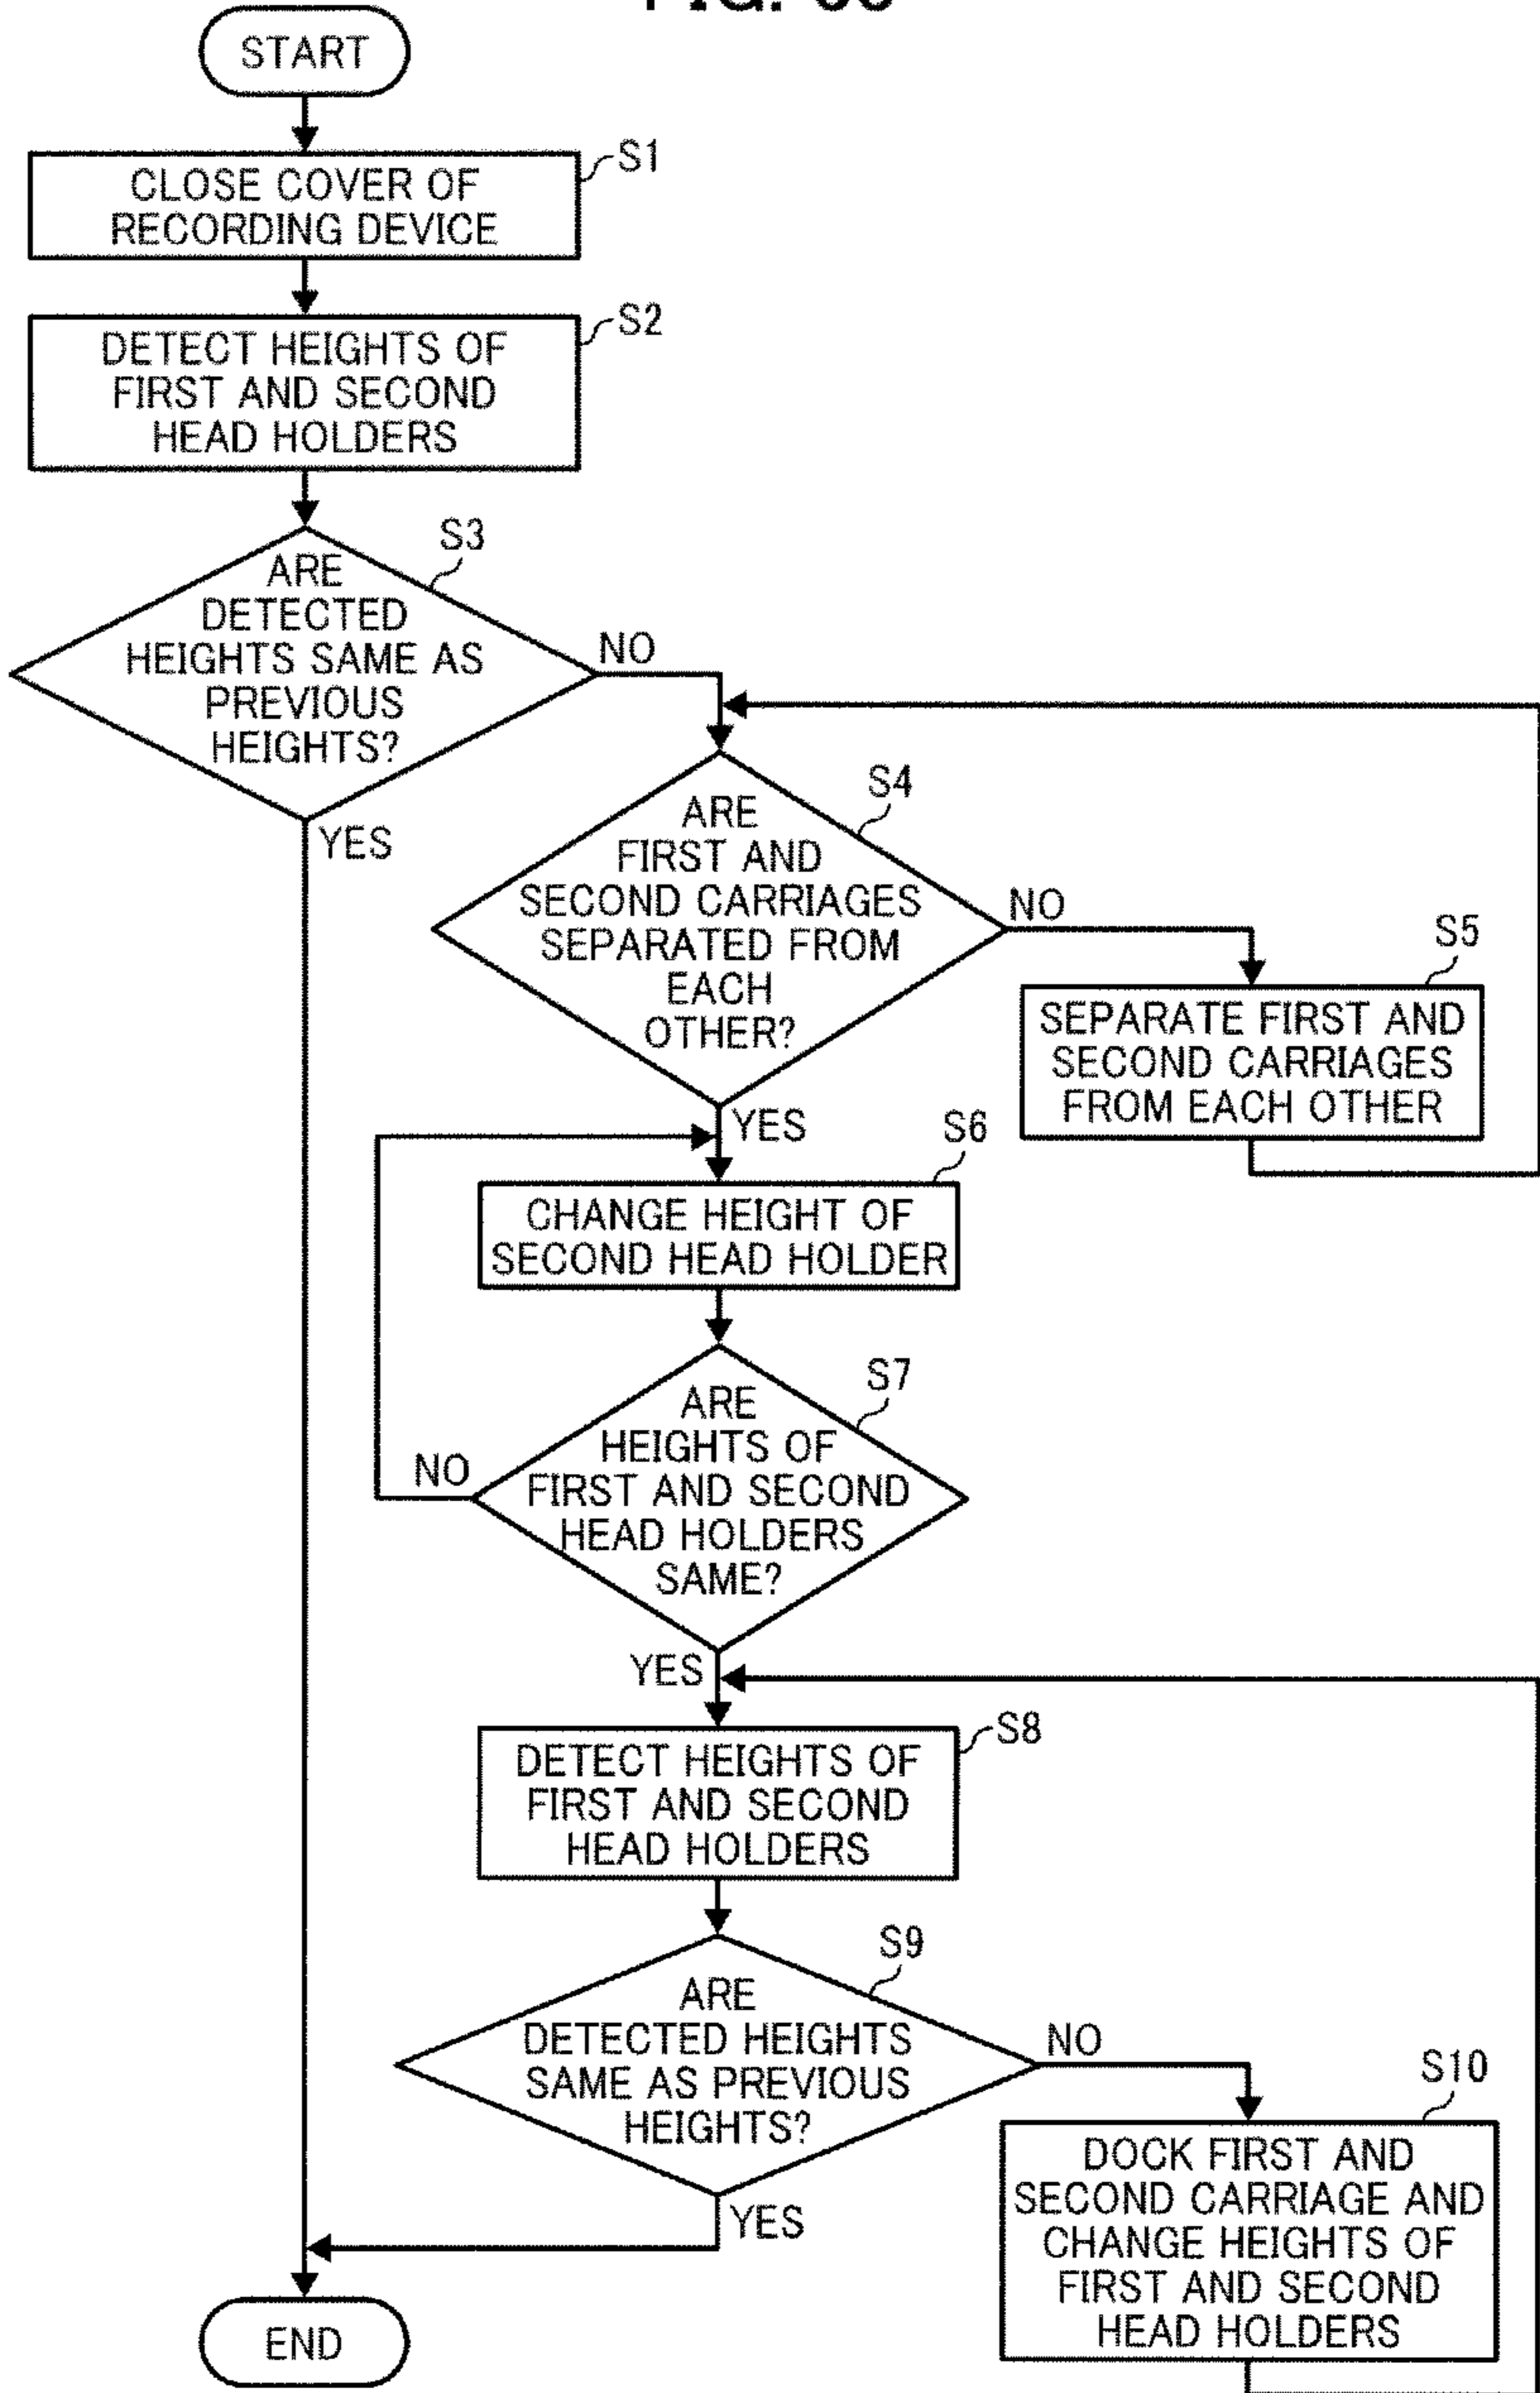 START
S1
CLOSE COVER OF
RECORDING DEVICE
S2
DETECT HEIGHTS OF
FIRST AND SECOND
HEAD HOLDERS
S3
ARE
DETECTED
HEIGHTS SAME AS
PREVIOUS
HEIGHTS?
NO
YES
S4
ARE
FIRST AND
SECOND CARRIAGES
SEPARATED FROM
EACH
OTHER?
NO
S5
SEPARATE FIRST AND
SECOND CARRIAGES
FROM EACH OTHER
YES
S6
CHANGE HEIGHT OF
SECOND HEAD HOLDER
S7
ARE
HEIGHTS OF
FIRST AND SECOND
HEAD HOLDERS
SAME?
NO
YES
S8
DETECT HEIGHTS OF
FIRST AND SECOND
HEAD HOLDERS
S9
ARE
DETECTED HEIGHTS
SAME AS PREVIOUS
HEIGHTS?
NO
S10
DOCK FIRST AND
SECOND CARRIAGE AND
CHANGE HEIGHTS OF
FIRST AND SECOND
HEAD HOLDERS
YES
END